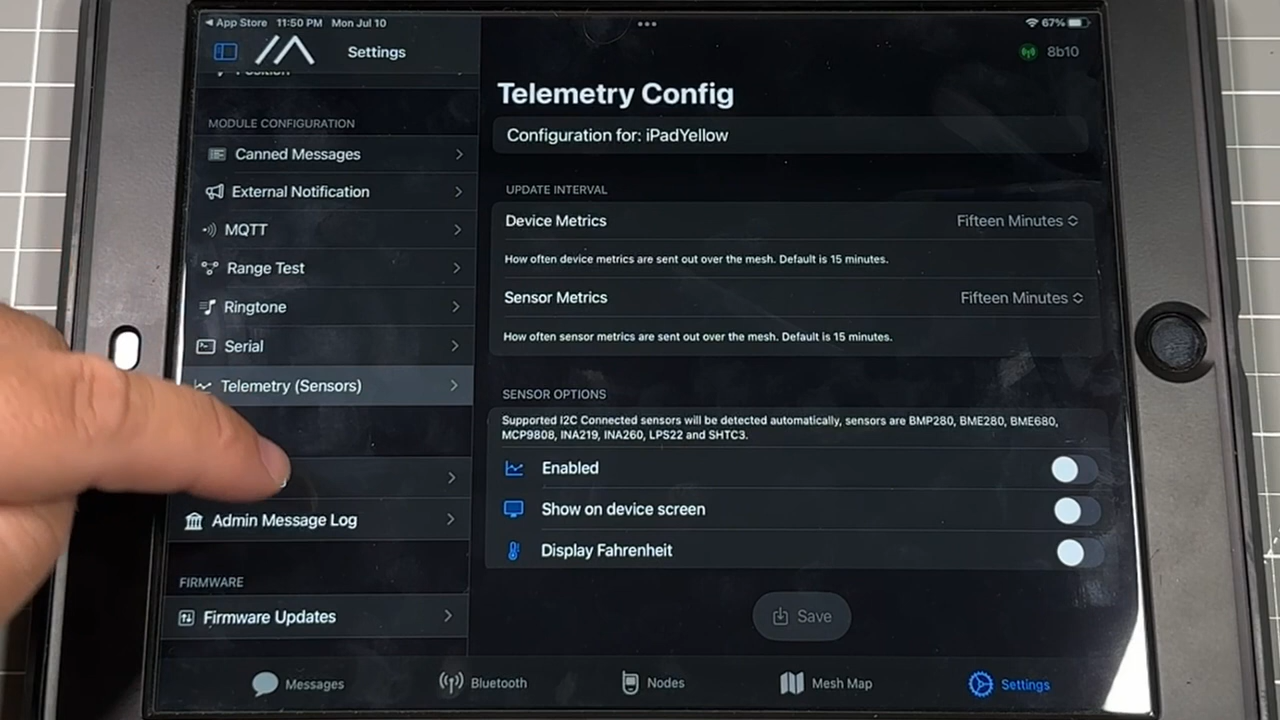 App Store 11:50 PM Mon Jul 10
67%
Settings
8b10
Position
MODULE CONFIGURATION
Canned Messages
External Notification
MQTT
Range Test
Ringtone
Serial
Telemetry (Sensors)
Admin Message Log
FIRMWARE
Firmware Updates
Telemetry Config
Configuration for: iPadYellow
UPDATE INTERVAL
Device Metrics Fifteen Minutes
How often device metrics are sent out over the mesh. Default is 15 minutes.
Sensor Metrics Fifteen Minutes
How often sensor metrics are sent out over the mesh. Default is 15 minutes.
SENSOR OPTIONS
Supported I2C Connected sensors will be detected automatically, sensors are BMP280, BME280, BME680,
MCP9808, INA219, INA260, LPS22 and SHTC3.
Enabled
Show on device screen
Display Fahrenheit
Save
Messages Bluetooth Nodes Mesh Map Settings